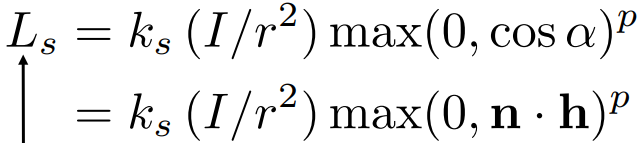 L_s = k_s (I/r^2) max(0, cos α)^p
= k_s (I/r^2) max(0, n · h)^p